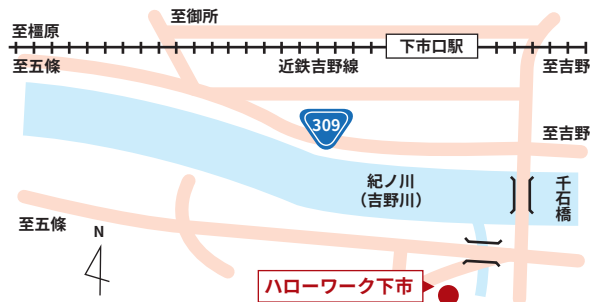 至御所
至橿原
下市口駅
至五條
近鉄吉野線
至吉野
309
至吉野
紀ノ川
（吉野川）
千石橋
至五條
N
ハローワーク下市